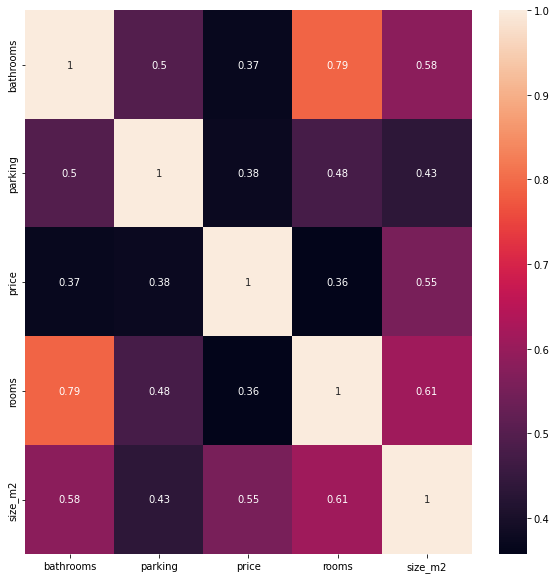 bathrooms 1 0.5 0.37 0.79 0.58
parking 0.5 1 0.38 0.48 0.43
price 0.37 0.38 1 0.36 0.55
rooms 0.79 0.48 0.36 1 0.61
size_m2 0.58 0.43 0.55 0.61 1
bathrooms parking price rooms size_m2
1.0
0.9
0.8
0.7
0.6
0.5
0.4